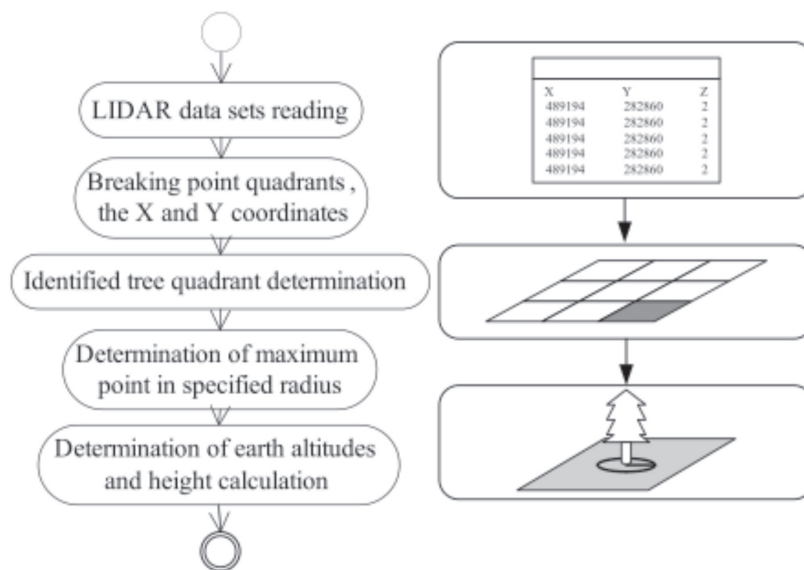 LIDAR data sets reading
Breaking point quadrants ,
the X and Y coordinates
Identified tree quadrant determination
Determination of maximum
point in specified radius
Determination of earth altitudes
and height calculation
X Y Z
489194 282860 2
489194 282860 2
489194 282860 2
489194 282860 2
489194 282860 2